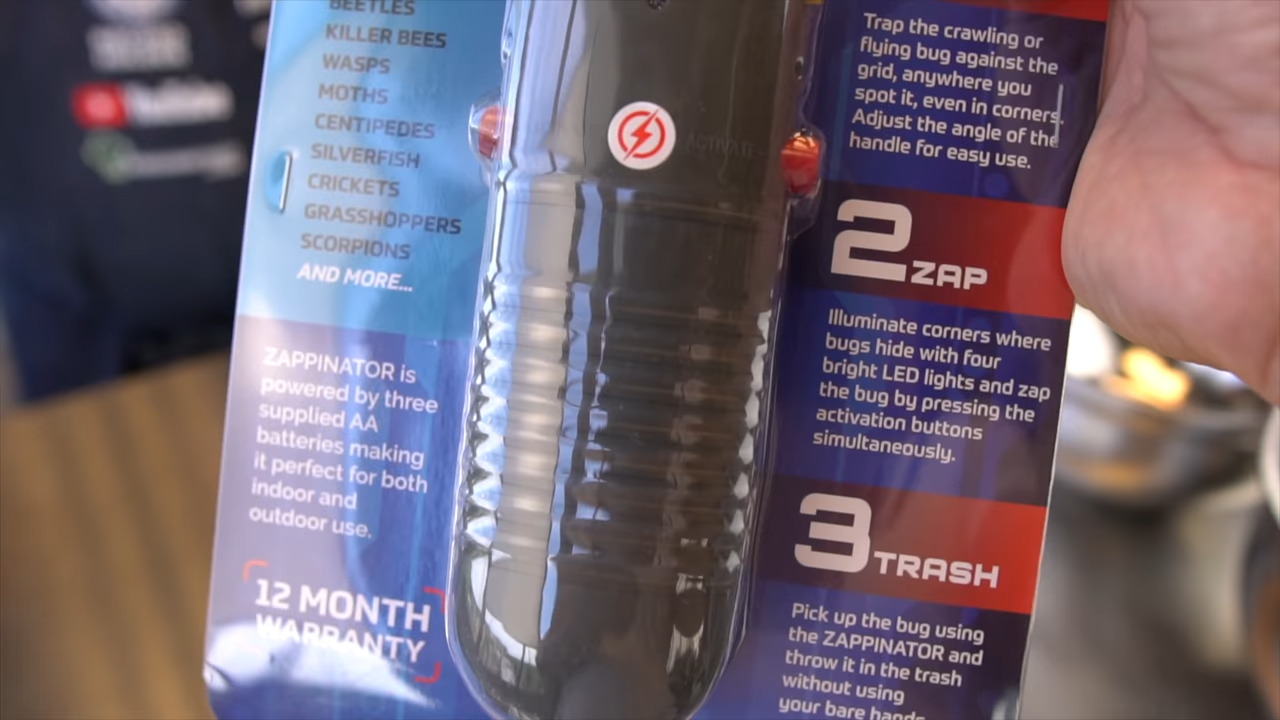 BEETLES
KILLER BEES
WASPS
MOTHS
CENTIPEDES
SILVERFISH
CRICKETS
GRASSHOPPERS
SCORPIONS
AND MORE...
ZAPPINATOR is
powered by three
supplied AA
batteries making
it perfect for both
indoor and
outdoor use.
12 MONTH
WARRANTY
ACTIVATE
Trap the crawling or
flying bug against the
grid, anywhere you
spot it, even in corners.
Adjust the angle of the
handle for easy use.
2 ZAP
Illuminate corners where
bugs hide with four
bright LED lights and zap
the bug by pressing the
activation buttons
simultaneously.
3 TRASH
Pick up the bug using
the ZAPPINATOR and
throw it in the trash
without using
your bare hands
YouTube